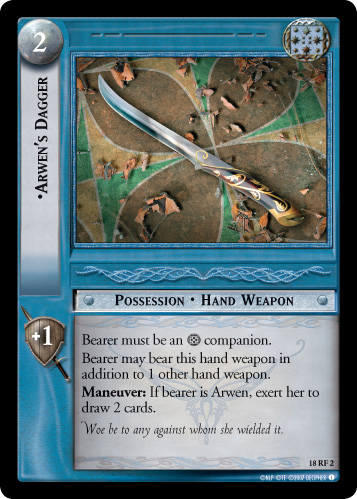 2
•ARWEN'S DAGGER
POSSESSION • HAND WEAPON
+1
Bearer must be an companion.
Bearer may bear this hand weapon in
addition to 1 other hand weapon.
Maneuver: If bearer is Arwen, exert her to
draw 2 cards.
Woe be to any against whom she wielded it.
18 RF 2